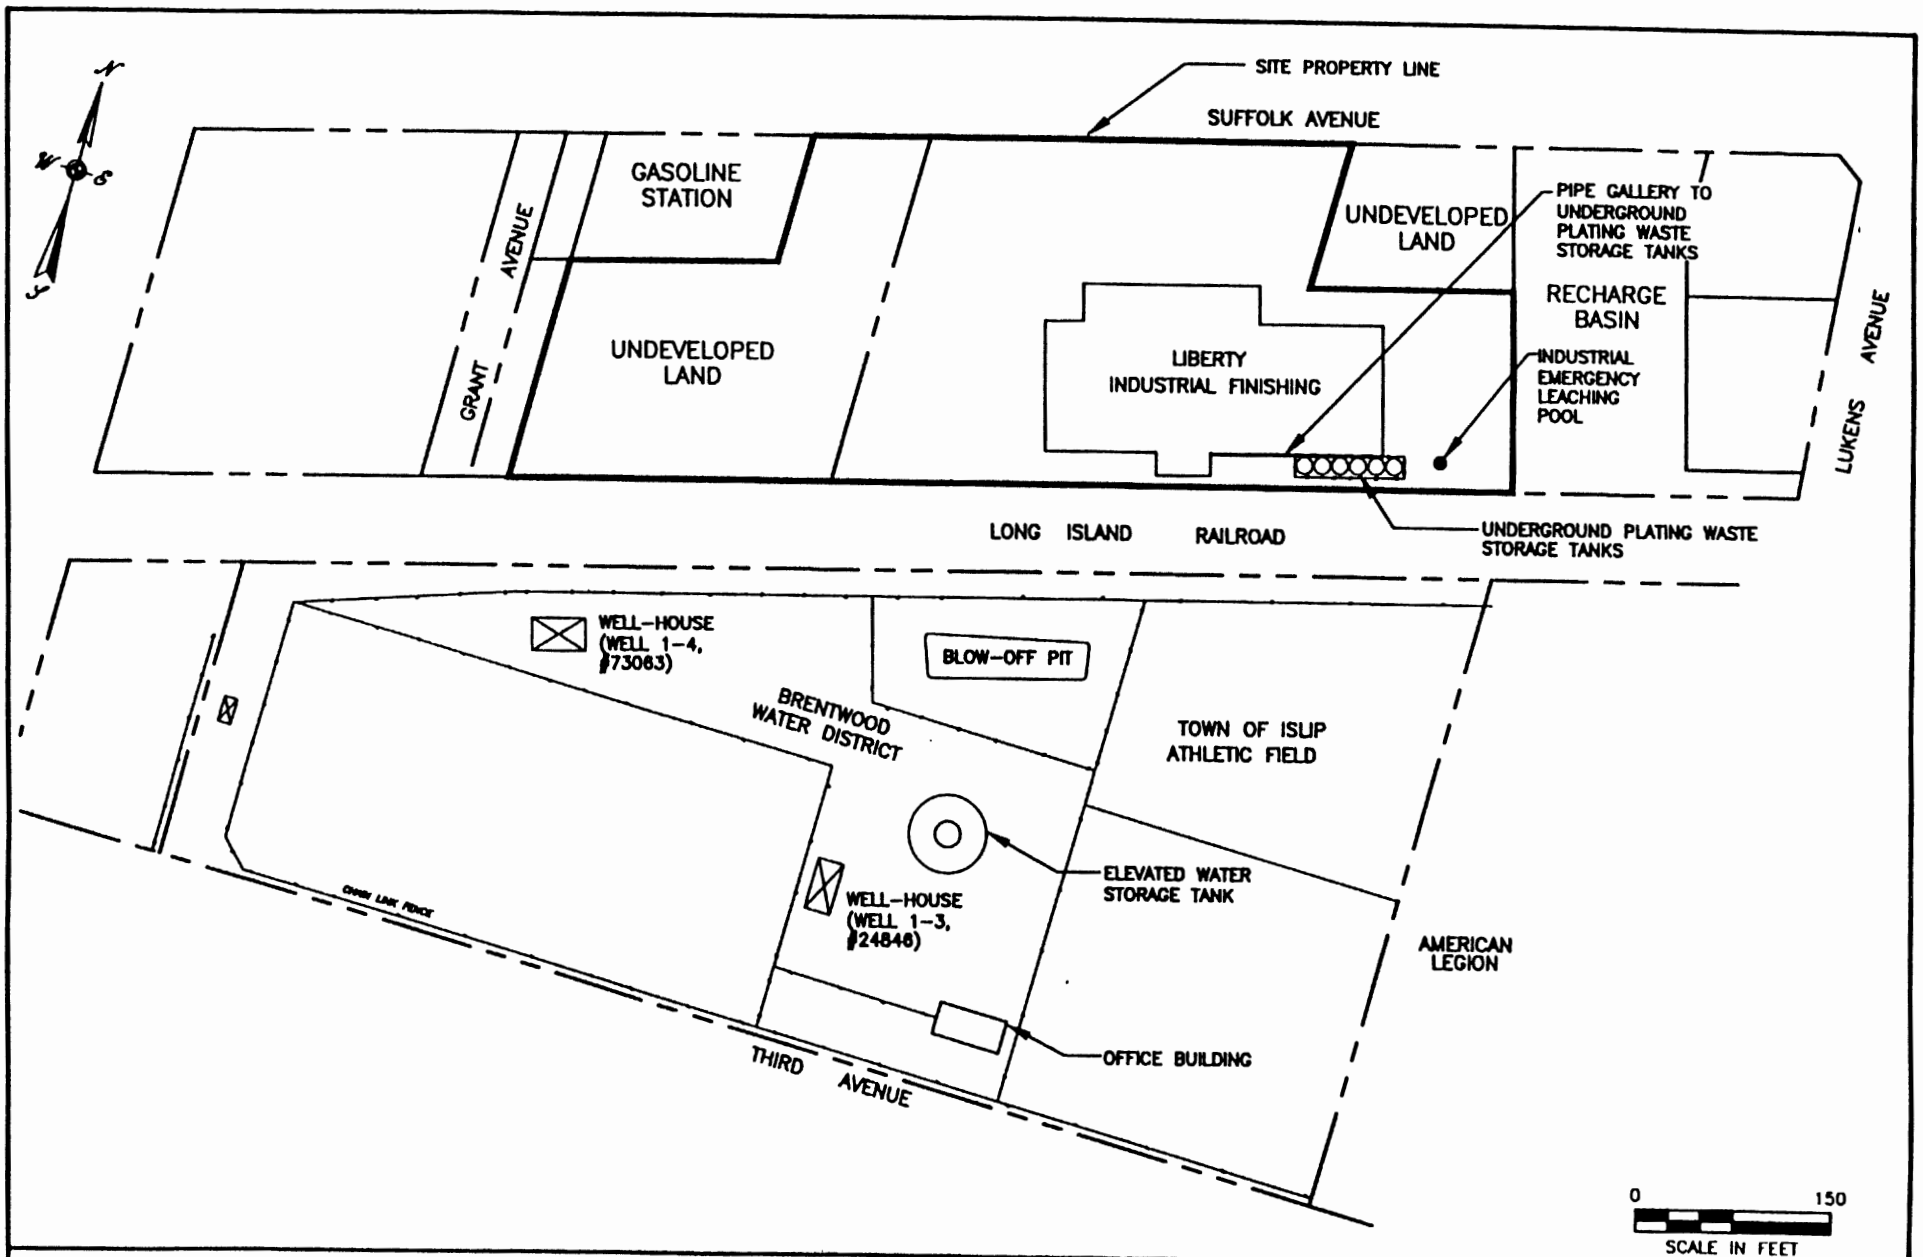 SITE PROPERTY LINE
SUFFOLK AVENUE
N
W
E
S
GASOLINE
STATION
GRANT AVENUE
UNDEVELOPED
LAND
PIPE GALLERY TO
UNDERGROUND
PLATING WASTE
STORAGE TANKS
UNDEVELOPED
LAND
RECHARGE
BASIN
LUKENS AVENUE
LIBERTY
INDUSTRIAL FINISHING
INDUSTRIAL
EMERGENCY
LEACHING
POOL
LONG ISLAND RAILROAD
UNDERGROUND PLATING WASTE
STORAGE TANKS
WELL-HOUSE
(WELL 1-4,
#73063)
BLOW-OFF PIT
BRENTWOOD
WATER DISTRICT
TOWN OF ISLIP
ATHLETIC FIELD
ELEVATED WATER
STORAGE TANK
WELL-HOUSE
(WELL 1-3,
#24846)
CHAIN LINK FENCE
AMERICAN
LEGION
OFFICE BUILDING
THIRD AVENUE
0 150
SCALE IN FEET